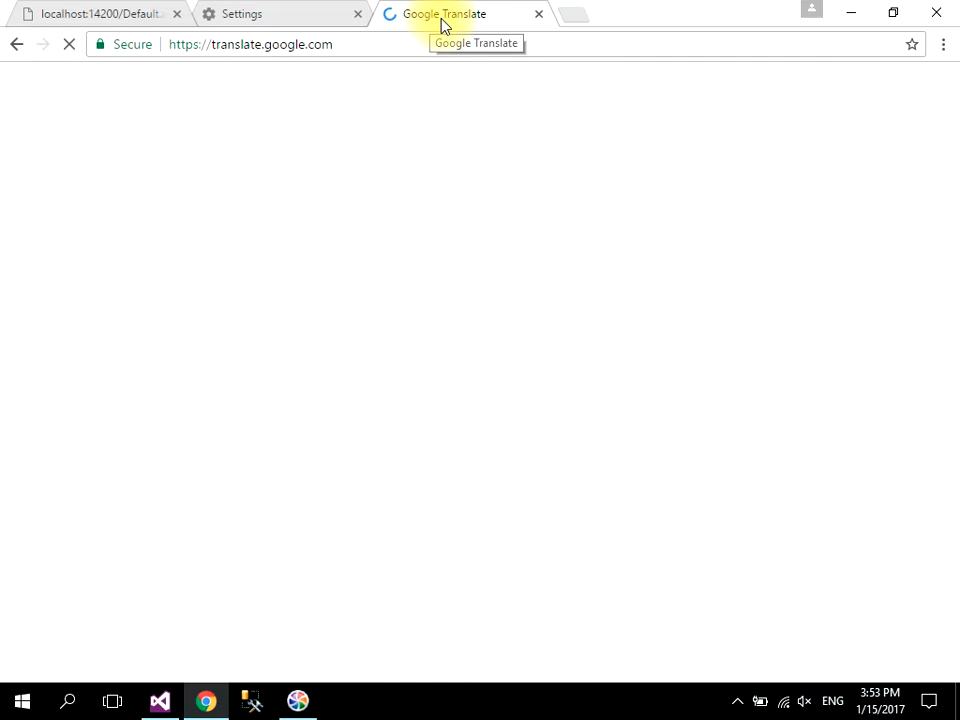 localhost:14200/Default.
Settings
Google Translate
Secure
https://translate.google.com
Google Translate
ENG
3:53 PM
1/15/2017